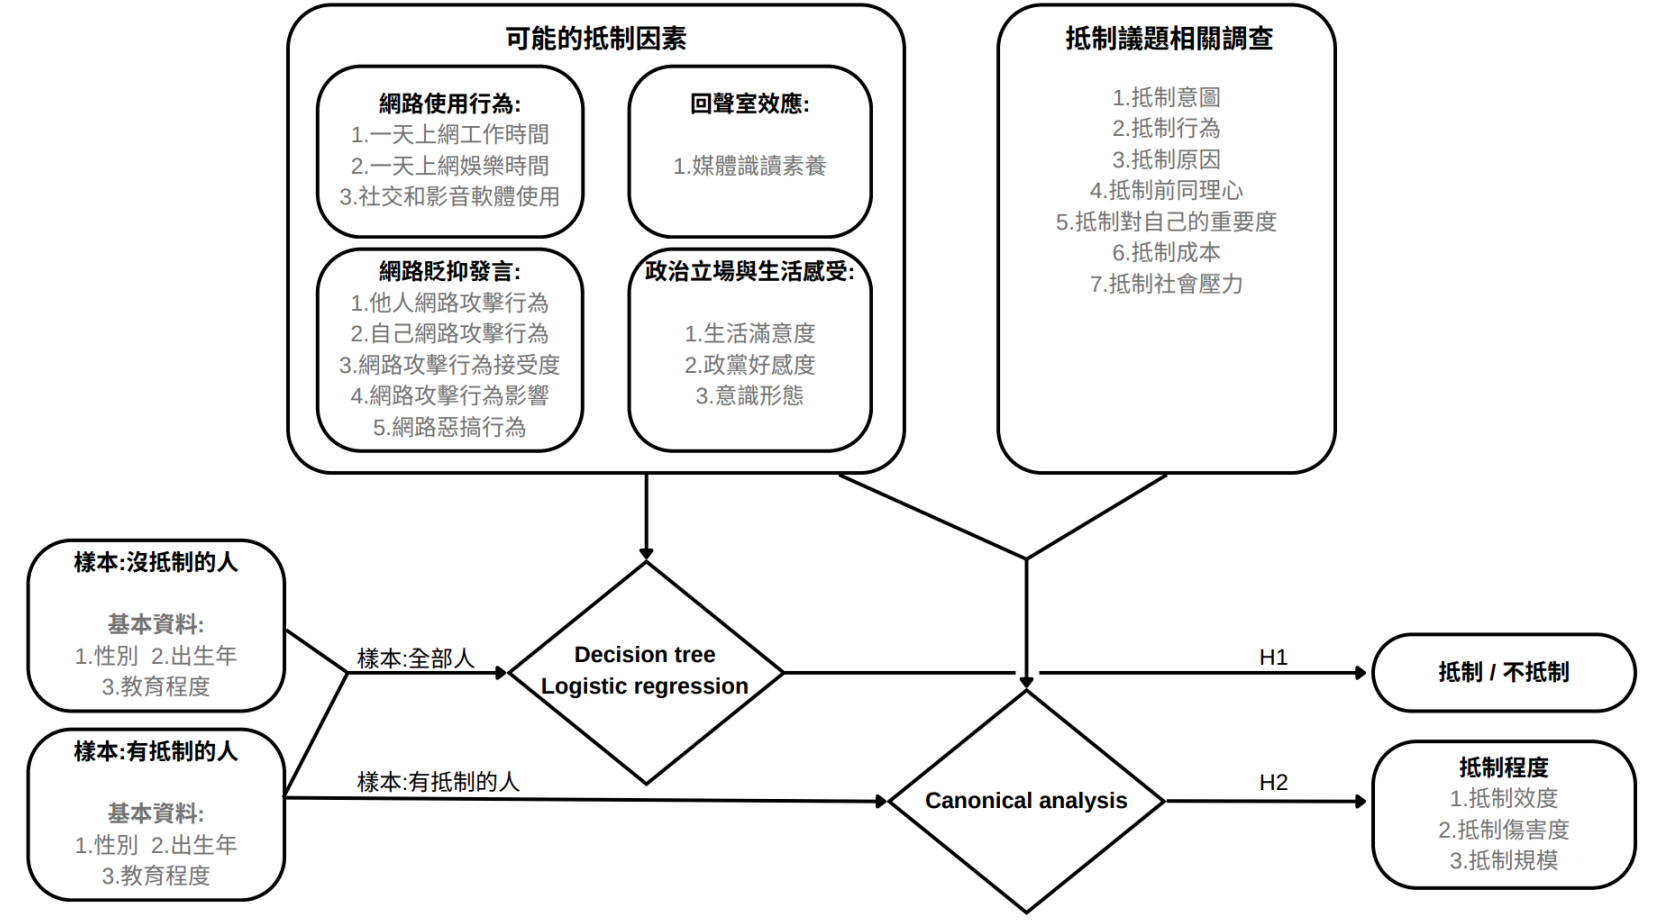 可能的抵制因素
網路使用行為:
1.一天上網工作時間
2.一天上網娛樂時間
3.社交和影音軟體使用
回聲室效應:
1.媒體識讀素養
網路貶抑發言:
1.他人網路攻擊行為
2.自己網路攻擊行為
3.網路攻擊行為接受度
4.網路攻擊行為影響
5.網路惡搞行為
政治立場與生活感受:
1.生活滿意度
2.政黨好感度
3.意識形態
抵制議題相關調查
1.抵制意圖
2.抵制行為
3.抵制原因
4.抵制前同理心
5.抵制對自己的重要度
6.抵制成本
7.抵制社會壓力
樣本:沒抵制的人
基本資料:
1.性別 2.出生年
3.教育程度
樣本:有抵制的人
基本資料:
1.性別 2.出生年
3.教育程度
樣本:全部人
樣本:有抵制的人
Decision tree
Logistic regression
Canonical analysis
H1
H2
抵制 / 不抵制
抵制程度
1.抵制效度
2.抵制傷害度
3.抵制規模